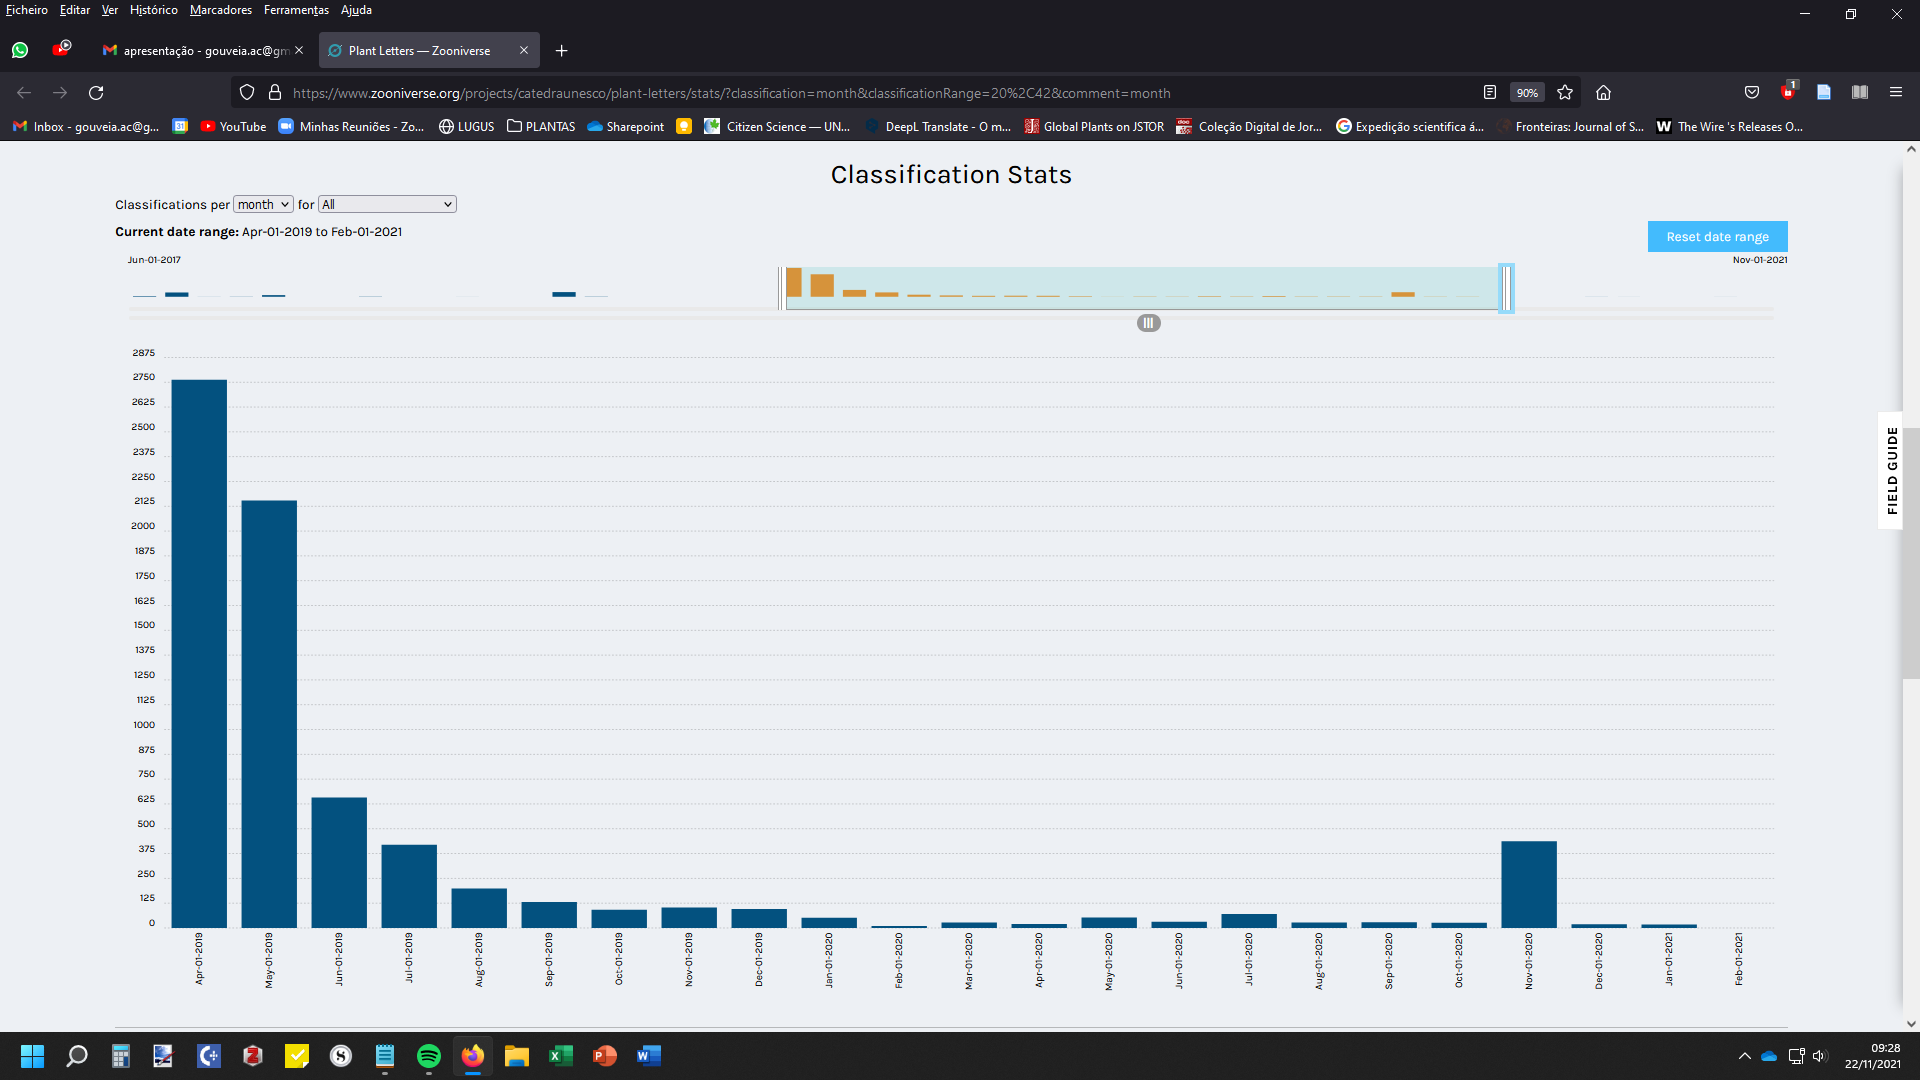 Ficheiro Editar Ver Histórico Marcadores Ferramentas Ajuda
apresentação - gouveia.ac@gm
Plant Letters — Zooniverse
https://www.zooniverse.org/projects/catedraunesco/plant-letters/stats/?classification=month&classificationRange=20%2C42&comment=month
90%
1
Inbox - gouveia.ac@g... 31 YouTube Minhas Reuniões - Zo... LUGUS PLANTAS Sharepoint Citizen Science — UN... DeepL Translate - O m... Global Plants on JSTOR Coleção Digital de Jor... Expedição scientifica á... Fronteiras: Journal of S... W The Wire 's Releases O...
Classification Stats
Classifications per month for All
Current date range: Apr-01-2019 to Feb-01-2021
Reset date range
Jun-01-2017
Nov-01-2021
2875
2750
2625
2500
2375
2250
2125
2000
1875
1750
1625
1500
1375
1250
1125
1000
875
750
625
500
375
250
125
0
Apr-01-2019
May-01-2019
Jun-01-2019
Jul-01-2019
Aug-01-2019
Sep-01-2019
Oct-01-2019
Nov-01-2019
Dec-01-2019
Jan-01-2020
Feb-01-2020
Mar-01-2020
Apr-01-2020
May-01-2020
Jun-01-2020
Jul-01-2020
Aug-01-2020
Sep-01-2020
Oct-01-2020
Nov-01-2020
Dec-01-2020
Jan-01-2021
Feb-01-2021
FIELD GUIDE
09:28
22/11/2021